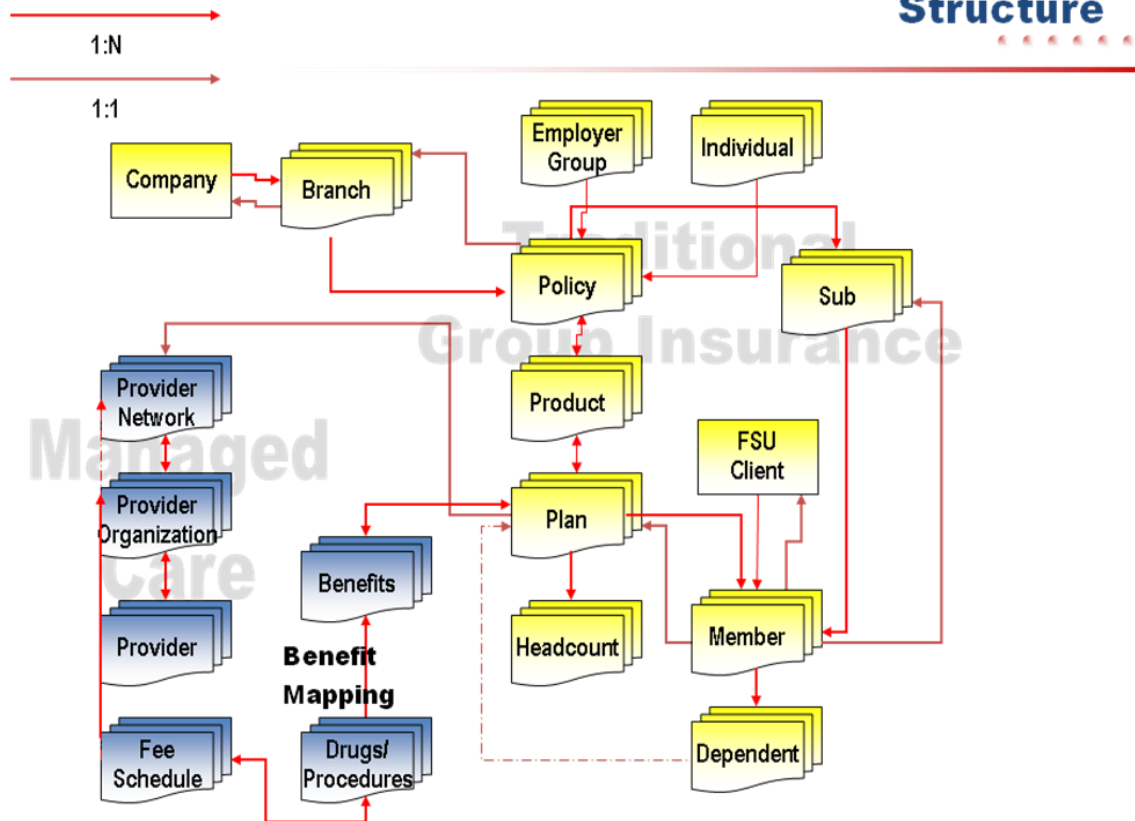 Structure
1:N
1:1
Company
Branch
Employer
Group
Individual
Traditional
Policy
Sub
Group Insurance
Provider
Network
Product
FSU
Client
Managed
Provider
Organization
Plan
Care
Benefits
Provider
Headcount
Member
Benefit
Mapping
Fee
Schedule
Drugs/
Procedures
Dependent